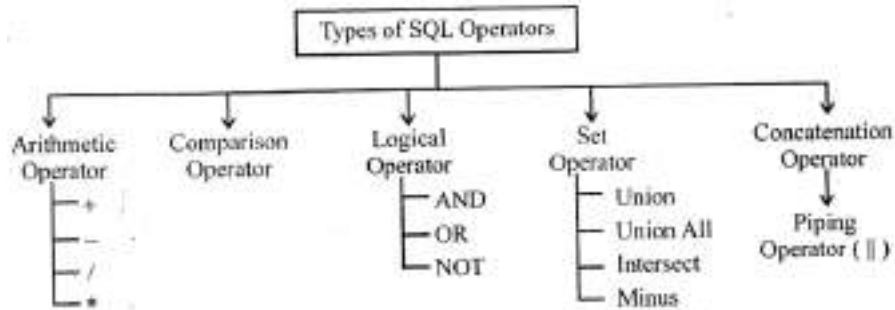 Types of SQL Operators
Arithmetic
Operator
+
–
/
*
Comparison
Operator
Logical
Operator
AND
OR
NOT
Set
Operator
Union
Union All
Intersect
Minus
Concatenation
Operator
Piping
Operator ( || )